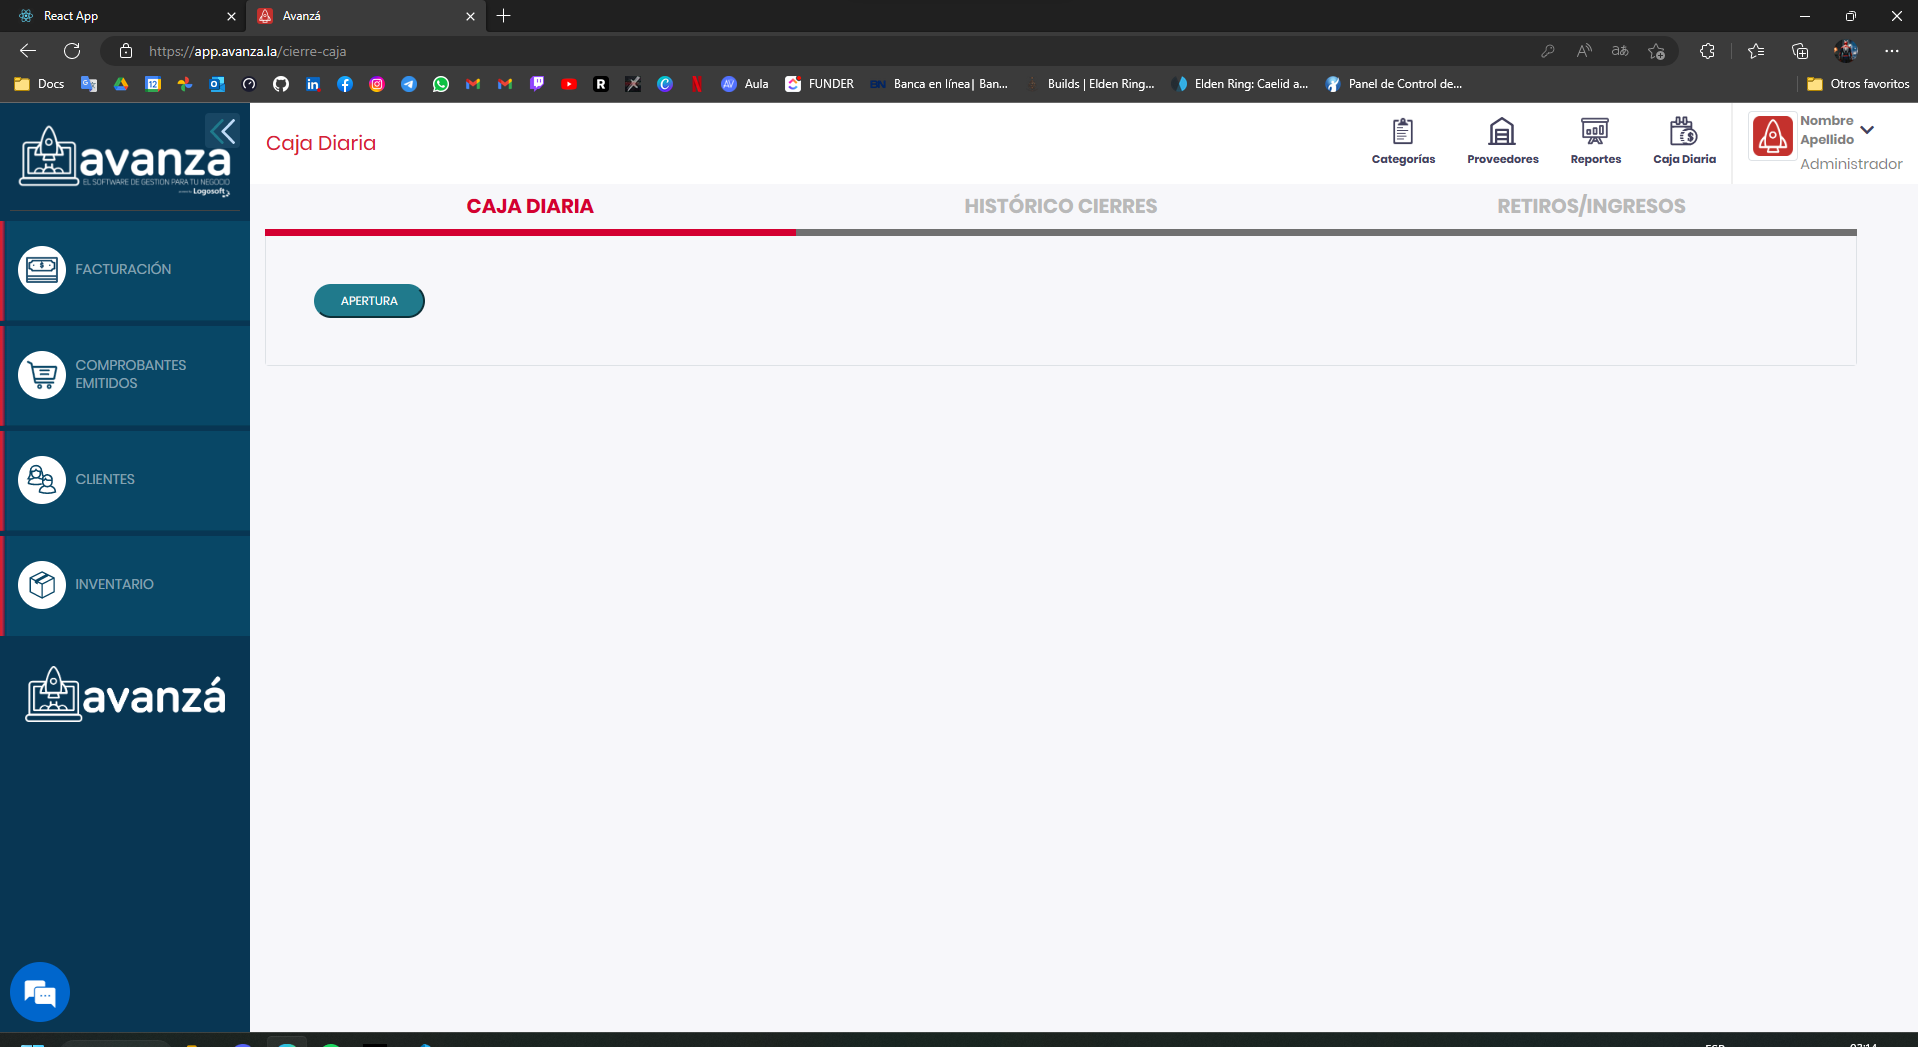 React App
Avanzá
https://app.avanza.la/cierre-caja
Docs
Aula
FUNDER
Banca en línea| Ban...
Builds | Elden Ring...
Elden Ring: Caelid a...
Panel de Control de...
Otros favoritos
avanza
EL SOFTWARE DE GESTION PARA TU NEGOCIO
Logosoft
Caja Diaria
Categorías
Proveedores
Reportes
Caja Diaria
Nombre
Apellido
Administrador
CAJA DIARIA
HISTÓRICO CIERRES
RETIROS/INGRESOS
APERTURA
FACTURACIÓN
COMPROBANTES
EMITIDOS
CLIENTES
INVENTARIO
avanzá